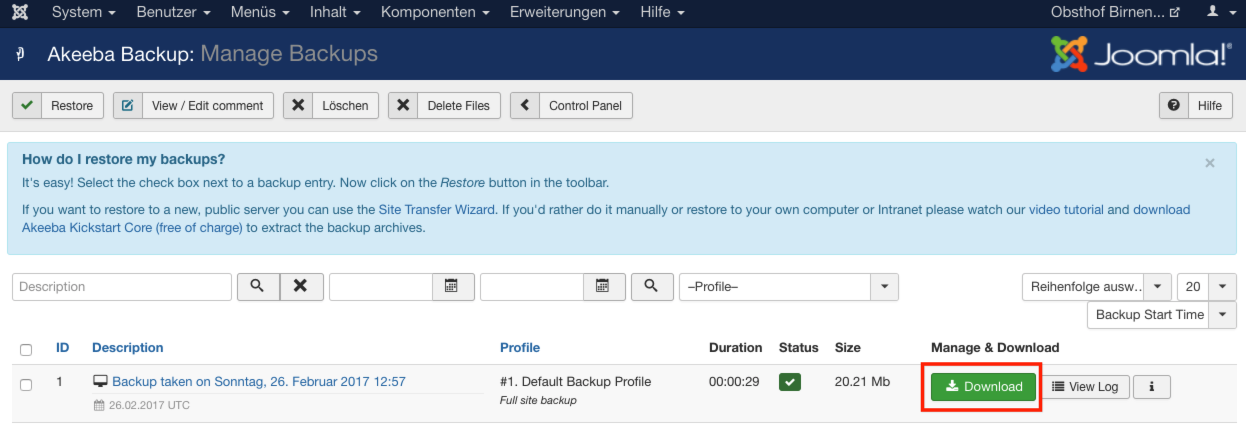 System Benutzer Menüs Inhalt Komponenten Erweiterungen Hilfe Obsthof Birnen...
Akeeba Backup: Manage Backups Joomla!®
Restore View / Edit comment Löschen Delete Files Control Panel Hilfe
How do I restore my backups? ×
It's easy! Select the check box next to a backup entry. Now click on the Restore button in the toolbar.
If you want to restore to a new, public server you can use the Site Transfer Wizard. If you'd rather do it manually or restore to your own computer or Intranet please watch our video tutorial and download
Akeeba Kickstart Core (free of charge) to extract the backup archives.
Description –Profile– Reihenfolge ausw.. 20
Backup Start Time
ID Description Profile Duration Status Size Manage & Download
1 Backup taken on Sonntag, 26. Februar 2017 12:57 #1. Default Backup Profile 00:00:29 20.21 Mb Download View Log i
26.02.2017 UTC Full site backup